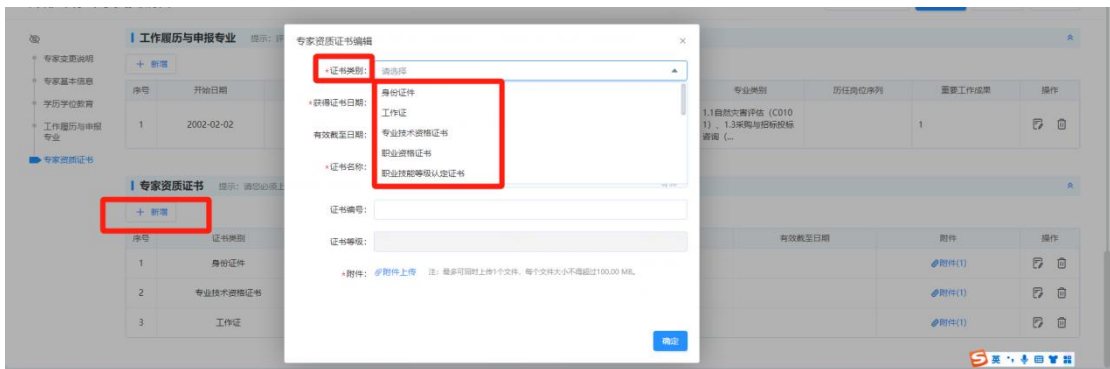 工作履历与申报专业
专家资质证书编辑
专家变更说明
+ 新增
*证书类别: 请选择
专家基本信息
身份证件
序号 开始日期 专业类别 历任岗位序列 重要工作成果 操作
学历学位教育
*获得证书日期:
工作证
1.1自然灾害评估（C010
工作履历与申报 1 2002-02-02 1）、1.3采购与招标投标 1
专业
有效截至日期: 专业技术资格证书
咨询（...
专家资质证书
职业资格证书
*证书名称:
职业技能等级认定证书
专家资质证书 提示: 请您必须上
+ 新增
证书编号:
序号 证书类别 有效截至日期 附件 操作
证书等级:
1 身份证件 附件(1)
*附件: 附件上传 注: 最多可同时上传1个文件，每个文件大小不得超过100.00 MB。
2 专业技术资格证书 附件(1)
3 工作证 附件(1)
确定
英